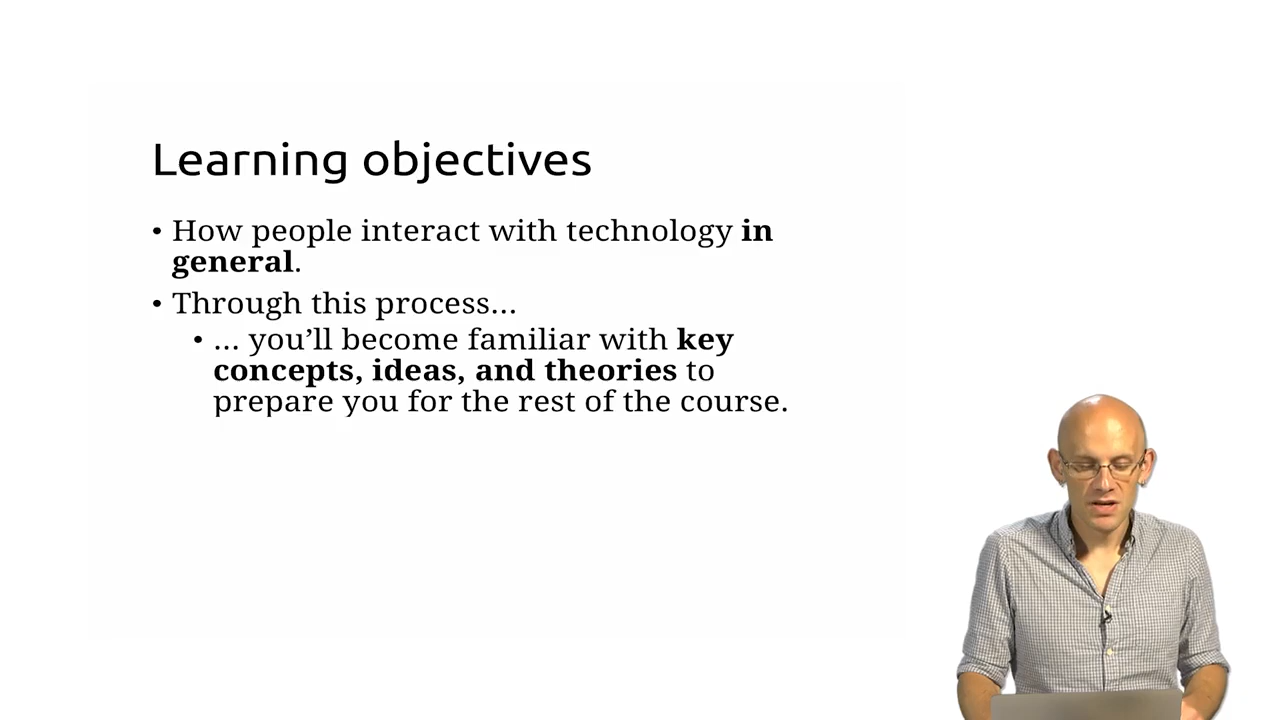 Learning objectives
• How people interact with technology in
general.
• Through this process...
• ... you’ll become familiar with key
concepts, ideas, and theories to
prepare you for the rest of the course.